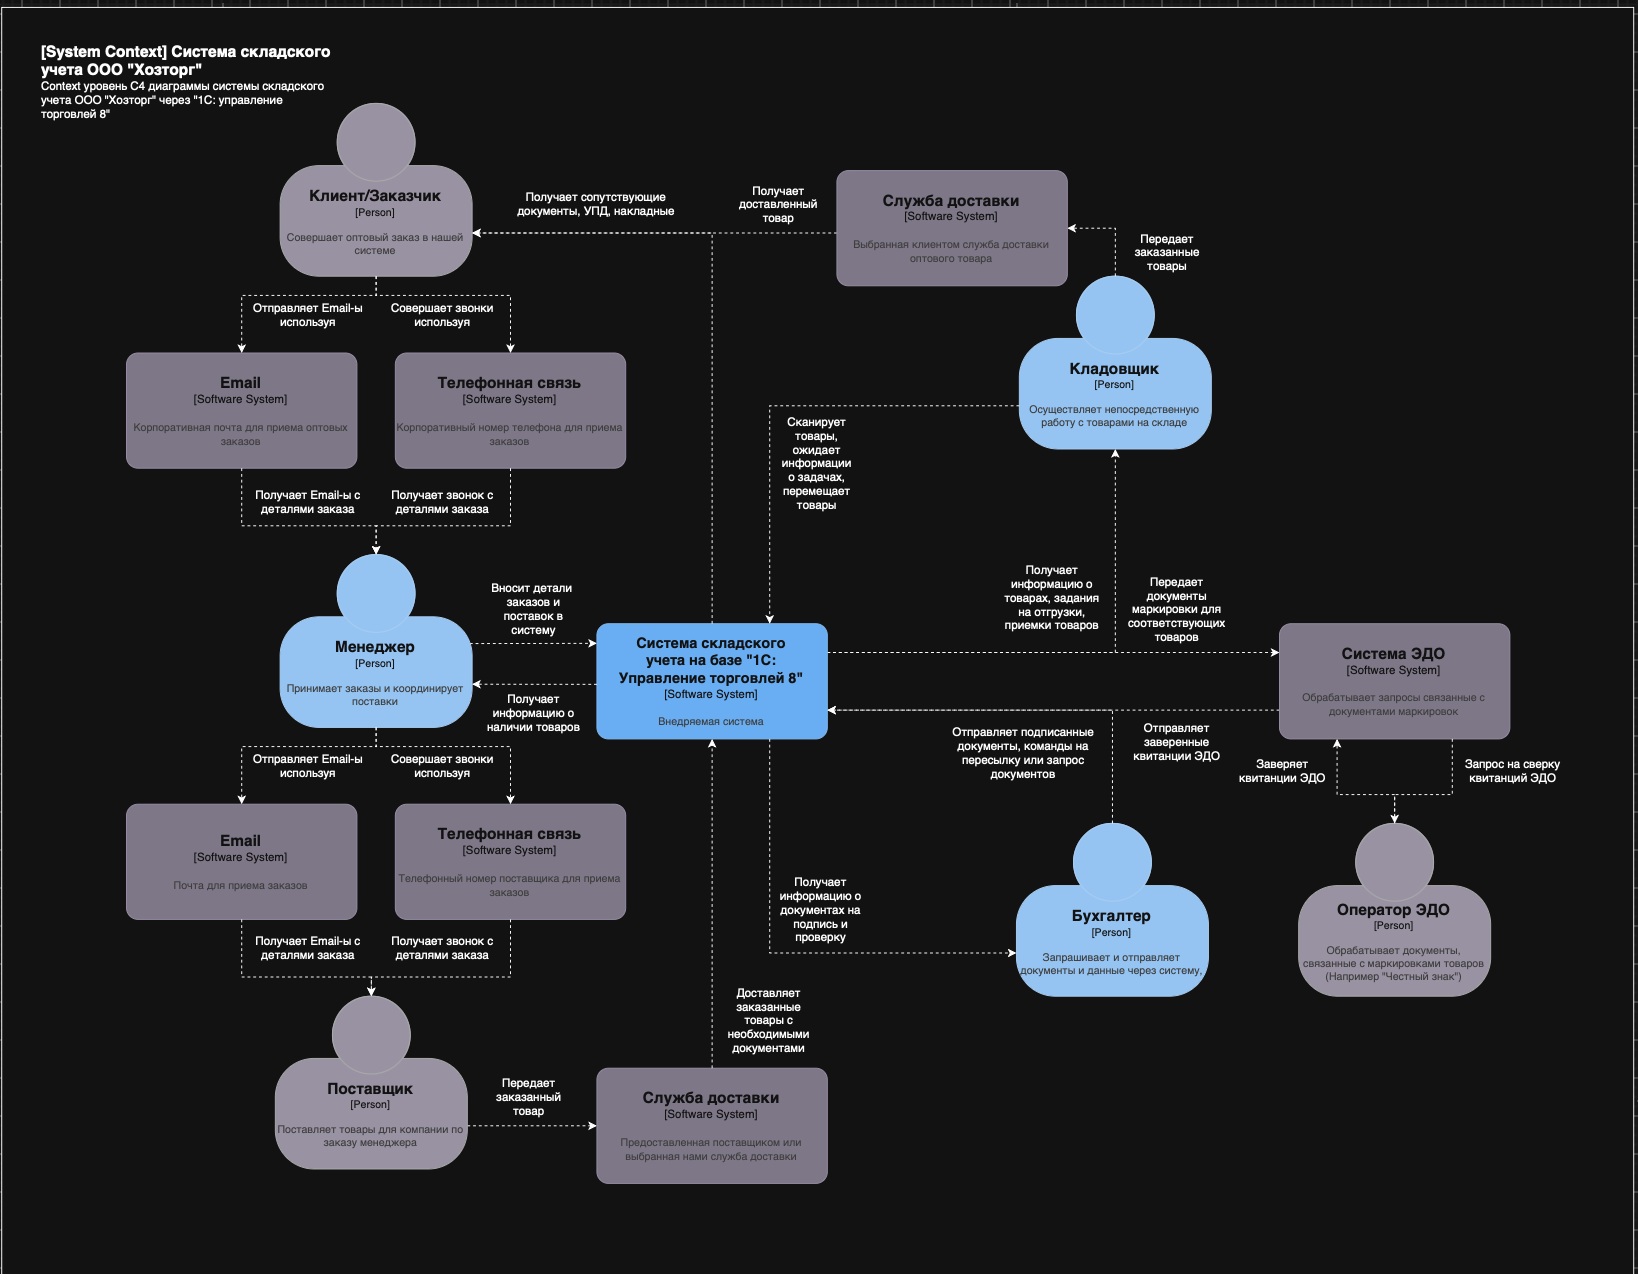 [System Context] Система складского
учета ООО "Хозторг"
Context уровень C4 диаграммы системы складского
учета ООО "Хозторг" через "1С: управление
торговлей 8"
Клиент/Заказчик
[Person]
Совершает оптовый заказ в нашей
системе
Получает сопутствующие
документы, УПД, накладные
Получает
доставленный
товар
Служба доставки
[Software System]
Выбранная клиентом служба доставки
оптового товара
Передает
заказанные
товары
Отправляет Email-ы
используя
Совершает звонки
используя
Email
[Software System]
Корпоративная почта для приема оптовых
заказов
Телефонная связь
[Software System]
Корпоративный номер телефона для приема
заказов
Кладовщик
[Person]
Осуществляет непосредственную
работу с товарами на складе
Сканирует
товары,
ожидает
информации
о задачах,
перемещает
товары
Получает Email-ы с
деталями заказа
Получает звонок с
деталями заказа
Менеджер
[Person]
Принимает заказы и координирует
поставки
Вносит детали
заказов и
поставок в
систему
Получает
информацию о
наличии товаров
Система складского
учета на базе "1С:
Управление торговлей 8"
[Software System]
Внедряемая система
Получает
информацию о
товарах, задания
на отгрузки,
приемки товаров
Передает
документы
маркировки для
соответствующих
товаров
Система ЭДО
[Software System]
Обрабатывает запросы связанные с
документами маркировок
Отправляет подписанные
документы, команды на
пересылку или запрос
документов
Отправляет
заверенные
квитанции ЭДО
Заверяет
квитанции ЭДО
Запрос на сверку
квитанций ЭДО
Отправляет Email-ы
используя
Совершает звонки
используя
Email
[Software System]
Почта для приема заказов
Телефонная связь
[Software System]
Телефонный номер поставщика для приема
заказов
Получает
информацию о
документах на
подпись и
проверку
Бухгалтер
[Person]
Запрашивает и отправляет
документы и данные через систему,
Оператор ЭДО
[Person]
Обрабатывает документы,
связанные с маркировками товаров
(Например "Честный знак")
Получает Email-ы с
деталями заказа
Получает звонок с
деталями заказа
Доставляет
заказанные
товары с
необходимыми
документами
Поставщик
[Person]
Поставляет товары для компании по
заказу менеджера
Передает
заказанный
товар
Служба доставки
[Software System]
Предоставленная поставщиком или
выбранная нами служба доставки